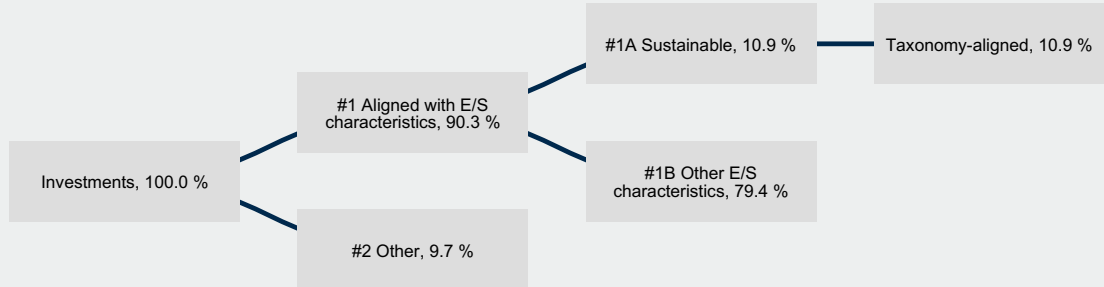 #1A Sustainable, 10.9 %
Taxonomy-aligned, 10.9 %
#1 Aligned with E/S
characteristics, 90.3 %
Investments, 100.0 %
#1B Other E/S
characteristics, 79.4 %
#2 Other, 9.7 %